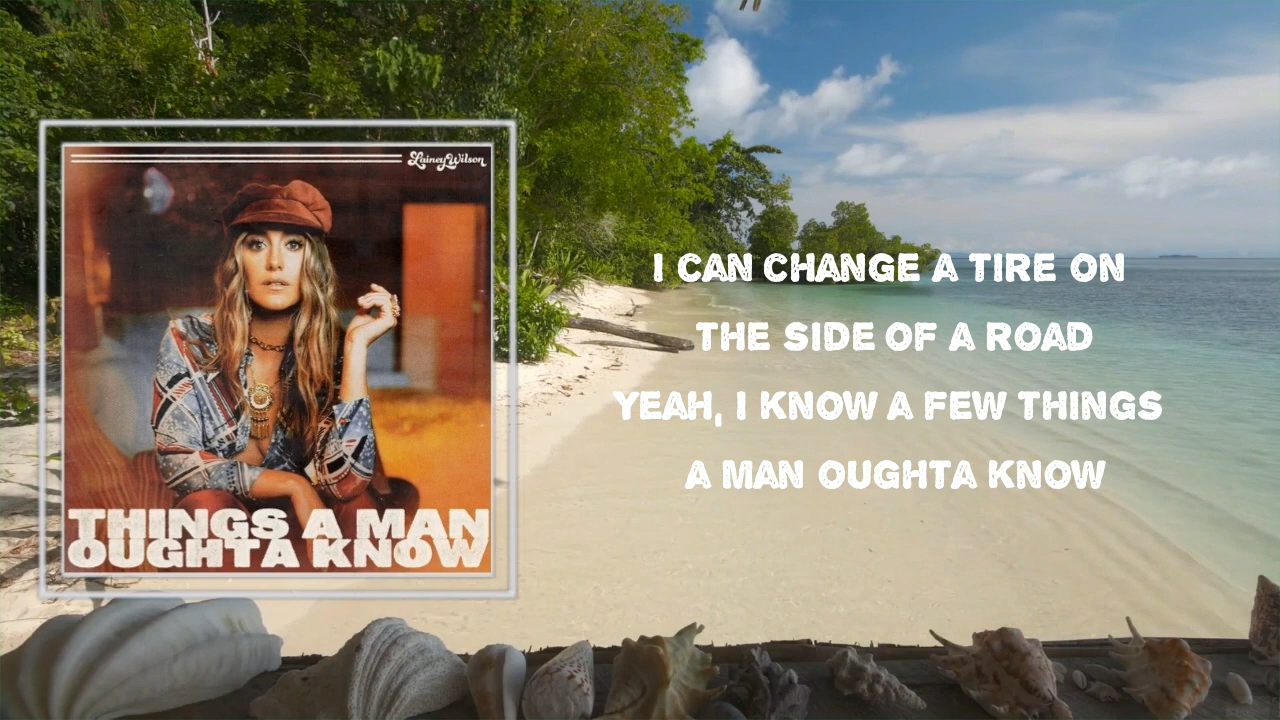 Lainey Wilson
THINGS A MAN
OUGHTA KNOW
I CAN CHANGE A TIRE ON
THE SIDE OF A ROAD
YEAH, I KNOW A FEW THINGS
A MAN OUGHTA KNOW